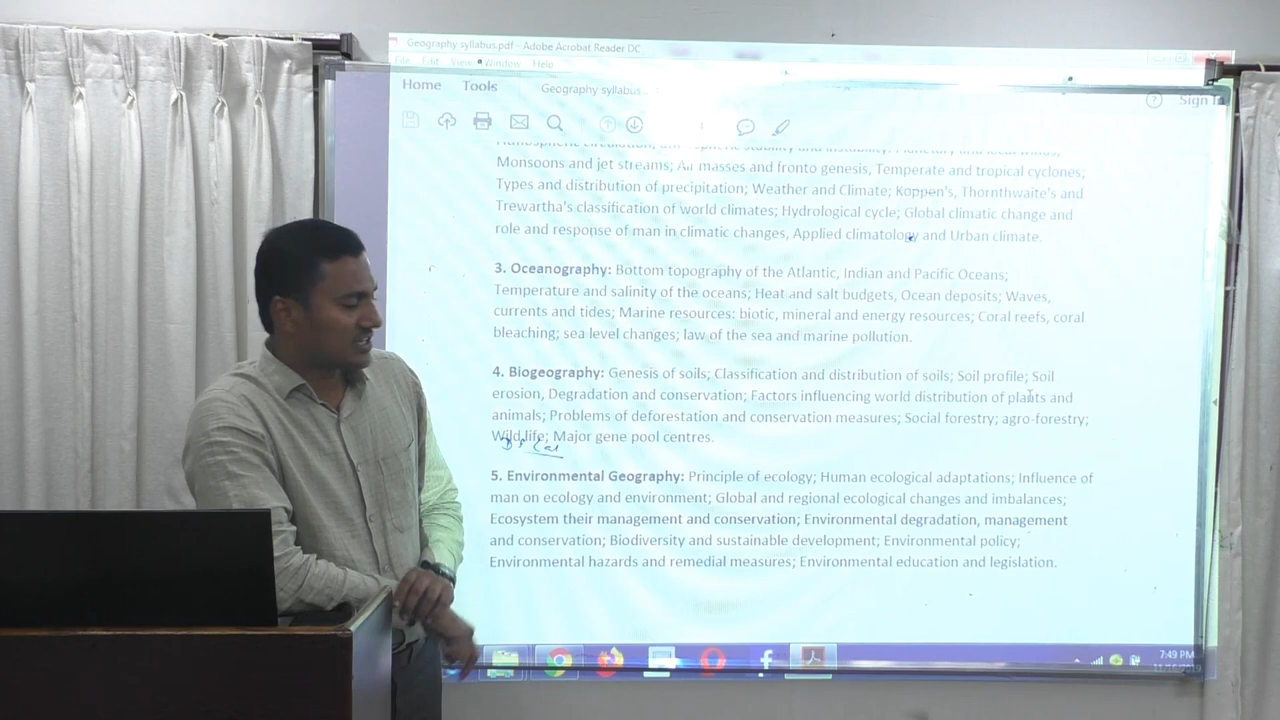 Geography syllabus.pdf - Adobe Acrobat Reader DC
File Edit View Window Help
Home Tools Geography syllabus... Sign In
Monsoons and jet streams; Air masses and fronto genesis, Temperate and tropical cyclones;
Types and distribution of precipitation; Weather and Climate; Koppen's, Thornthwaite's and
Trewartha's classification of world climates; Hydrological cycle; Global climatic change and
role and response of man in climatic changes, Applied climatology and Urban climate.
3. Oceanography: Bottom topography of the Atlantic, Indian and Pacific Oceans;
Temperature and salinity of the oceans; Heat and salt budgets, Ocean deposits; Waves,
currents and tides; Marine resources: biotic, mineral and energy resources; Coral reefs, coral
bleaching; sea level changes; law of the sea and marine pollution.
4. Biogeography: Genesis of soils; Classification and distribution of soils; Soil profile; Soil
erosion, Degradation and conservation; Factors influencing world distribution of plants and
animals; Problems of deforestation and conservation measures; Social forestry; agro-forestry;
Wild life; Major gene pool centres.
5. Environmental Geography: Principle of ecology; Human ecological adaptations; Influence of
man on ecology and environment; Global and regional ecological changes and imbalances;
Ecosystem their management and conservation; Environmental degradation, management
and conservation; Biodiversity and sustainable development; Environmental policy;
Environmental hazards and remedial measures; Environmental education and legislation.
7:49 PM